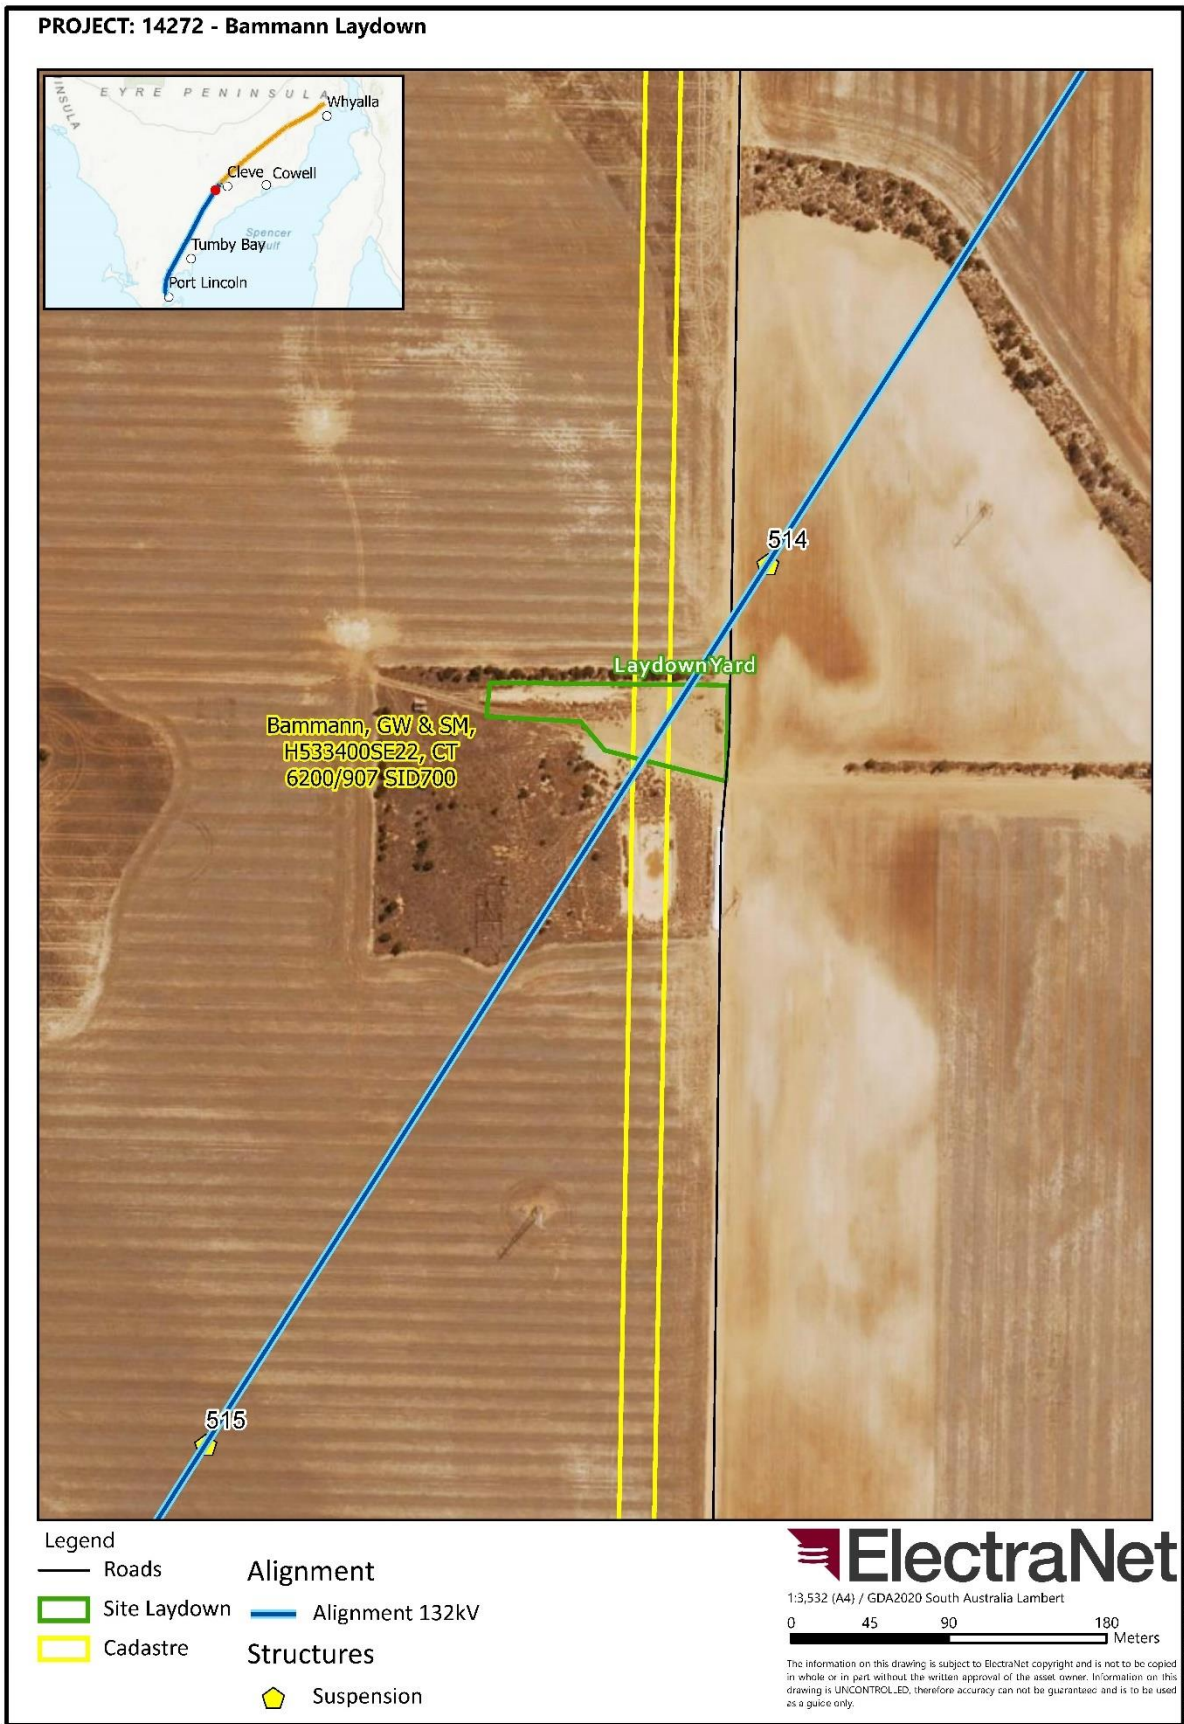 PROJECT: 14272 - Bammann Laydown
INSULA
EYRE PENINSULA
Whyalla
Cleve
Cowell
Spencer
Gulf
Tumby Bay
Port Lincoln
514
LaydownYard
Bammann, GW & SM,
H533400SE22, CT
6200/907 SID700
515
Legend
Roads
Site Laydown
Cadastre
Alignment
Alignment 132kV
Structures
Suspension
ElectraNet
1:3,532 (A4) / GDA2020 South Australia Lambert
0 45 90 180
Meters
The information on this drawing is subject to ElectraNet copyright and is not to be copied
in whole or in part without the written approval of the asset owner. Information on this
drawing is UNCONTROLLED, therefore accuracy can not be guaranteed and is to be used
as a guide only.